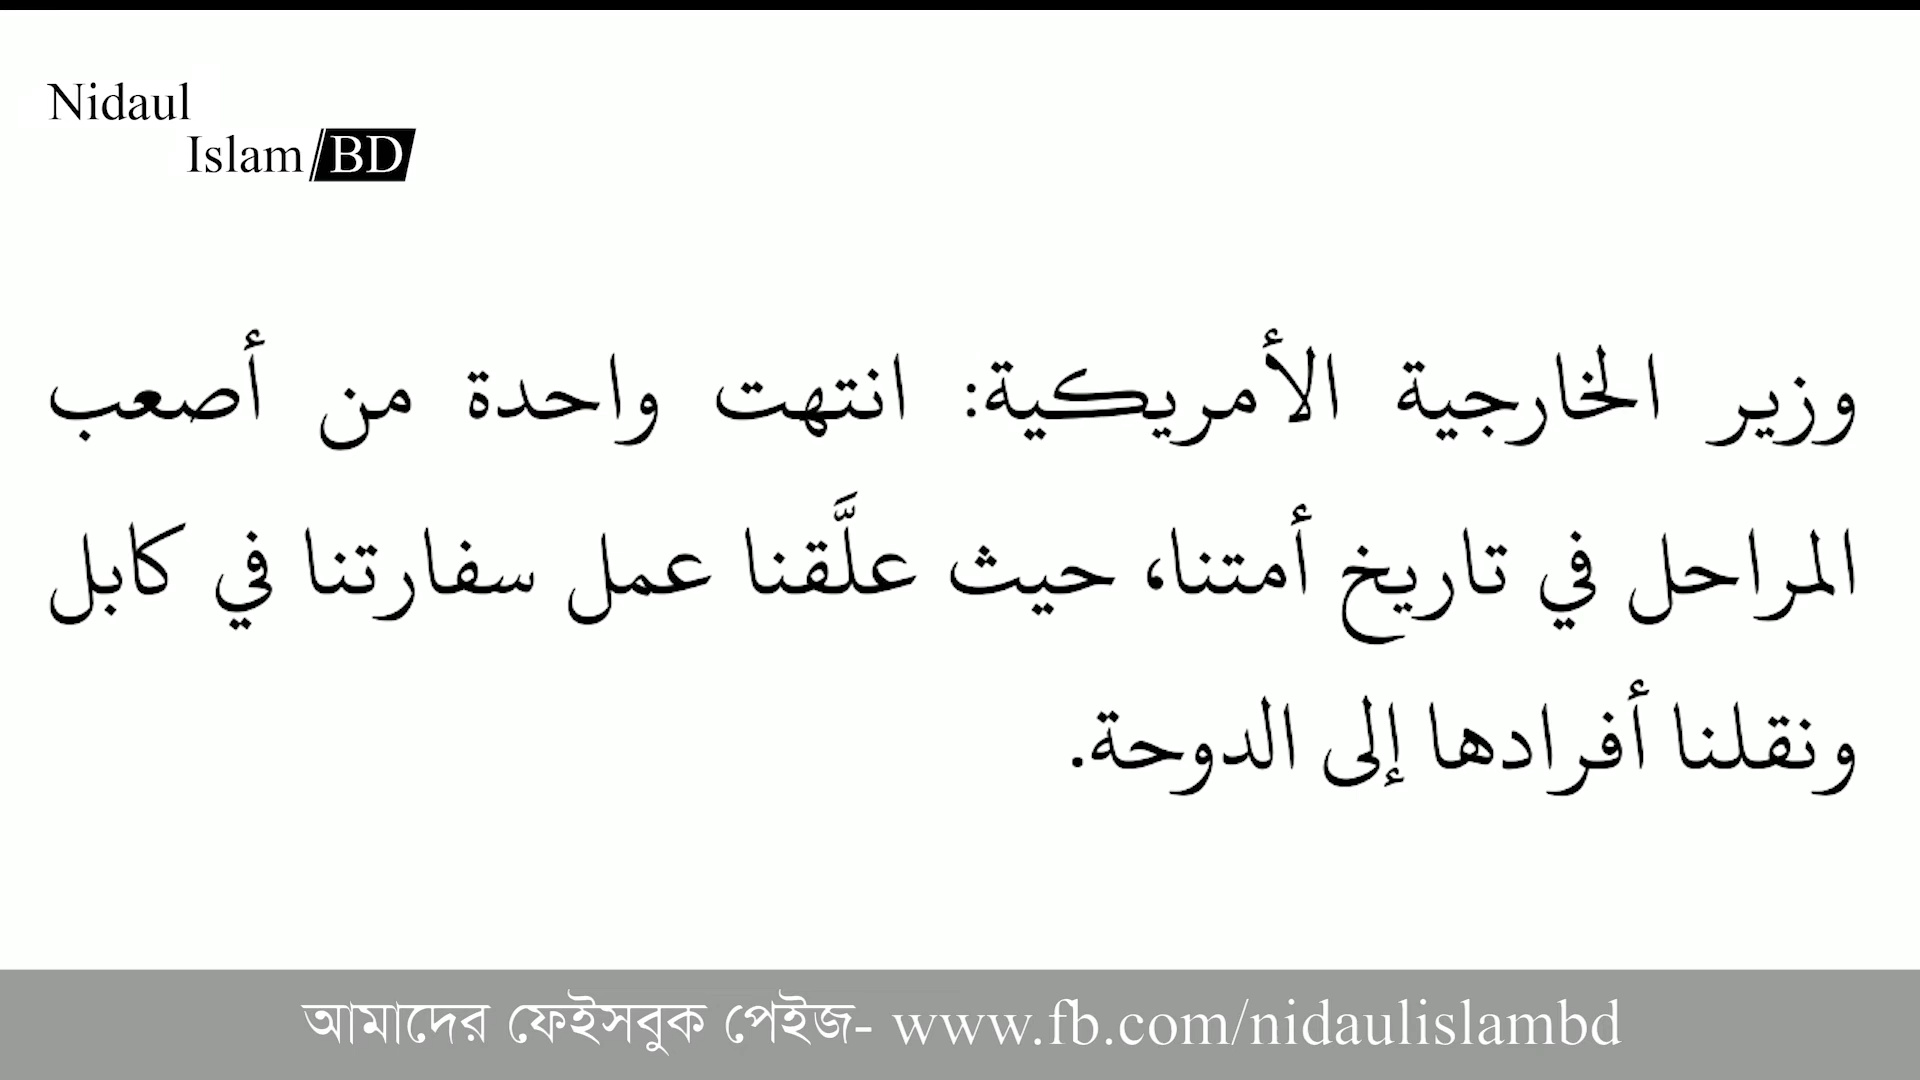 Nidaul
Islam/BD
وزير الخارجية الأمريكية: انتهت واحدة من أصعب
المراحل في تاريخ أمتنا، حيث علَّقنا عمل سفارتنا في كابل
ونقلنا أفرادها إلى الدوحة.
আমাদের ফেইসবুক পেইজ- www.fb.com/nidaulislambd